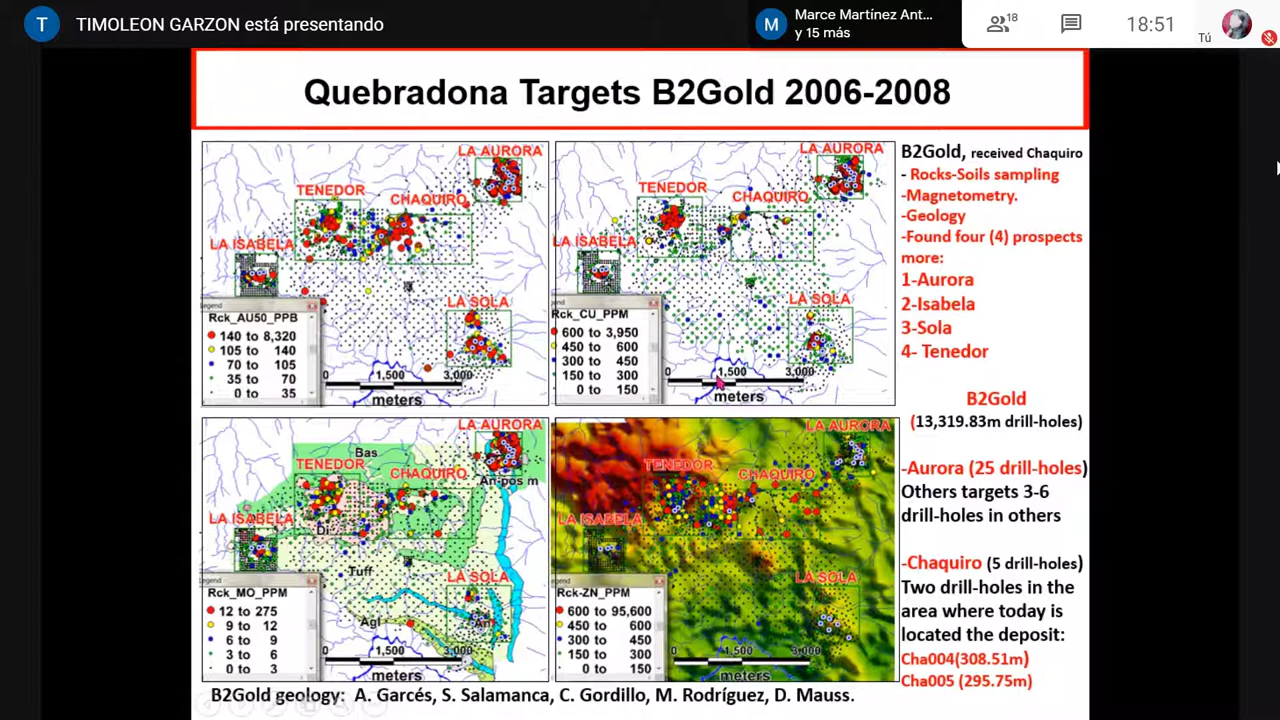 T TIMOLEON GARZON está presentando
M Marce Martínez Ant...
y 15 más
18
18:51
Tú
Quebradona Targets B2Gold 2006-2008
LA AURORA
TENEDOR
CHAQUIRO
LA ISABELA
LA SOLA
Legend
Rck_AU50_PPB
140 to 8,320
105 to 140
70 to 105
35 to 70
0 to 35
0 1,500 3,000
meters
LA AURORA
TENEDOR
CHAQUIRO
LA ISABELA
LA SOLA
Legend
Rck_CU_PPM
600 to 3,950
450 to 600
300 to 450
150 to 300
0 to 150
0 1,500 3,000
meters
LA AURORA
Bas
TENEDOR
CHAQUIRO
An-pos m
LA ISABELA
Di
Tuff
LA SOLA
Agl
Legend
Rck_MO_PPM
12 to 275
9 to 12
6 to 9
3 to 6
0 to 3
0 1,500 3,000
meters
LA AURORA
TENEDOR
CHAQUIRO
LA ISABELA
LA SOLA
Legend
Rck-ZN_PPM
600 to 95,600
450 to 600
300 to 450
150 to 300
0 to 150
0 1,500 3,000
meters
B2Gold, received Chaquiro
- Rocks-Soils sampling
-Magnetometry.
-Geology
-Found four (4) prospects
more:
1-Aurora
2-Isabela
3-Sola
4- Tenedor
B2Gold
(13,319.83m drill-holes)
-Aurora (25 drill-holes)
Others targets 3-6
drill-holes in others
-Chaquiro (5 drill-holes)
Two drill-holes in the
area where today is
located the deposit:
Cha004(308.51m)
Cha005 (295.75m)
B2Gold geology: A. Garcés, S. Salamanca, C. Gordillo, M. Rodríguez, D. Mauss.